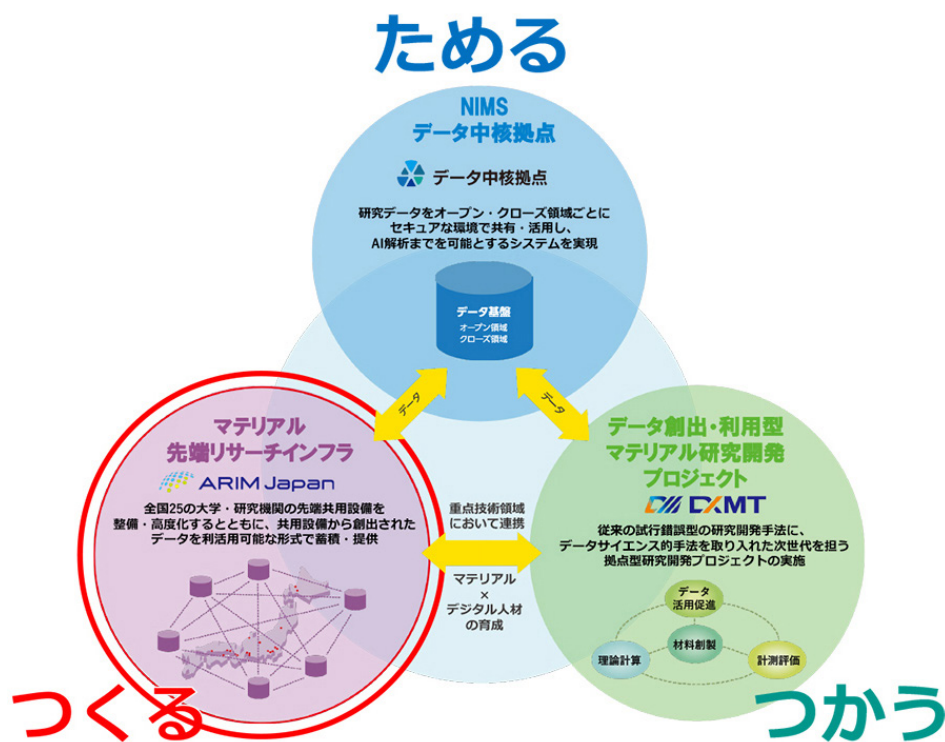 ためる
NIMS
データ中核拠点
データ中核拠点
研究データをオープン・クローズ領域ごとに
セキュアな環境で共有・活用し、
AI解析までを可能とするシステムを実現
データ基盤
オープン領域
クローズ領域
データ
データ
マテリアル
先端リサーチインフラ
ARIM Japan
全国25の大学・研究機関の先端共用設備を
整備・高度化するとともに、共用設備から創出された
データを利活用可能な形式で蓄積・提供
重点技術領域
において連携
マテリアル
×
デジタル人材
の育成
データ創出・利用型
マテリアル研究開発
プロジェクト
DXMT
従来の試行錯誤型の研究開発手法に、
データサイエンス的手法を取り入れた次世代を担う
拠点型研究開発プロジェクトの実施
データ
活用促進
材料創製
理論計算
計測評価
つくる
つかう